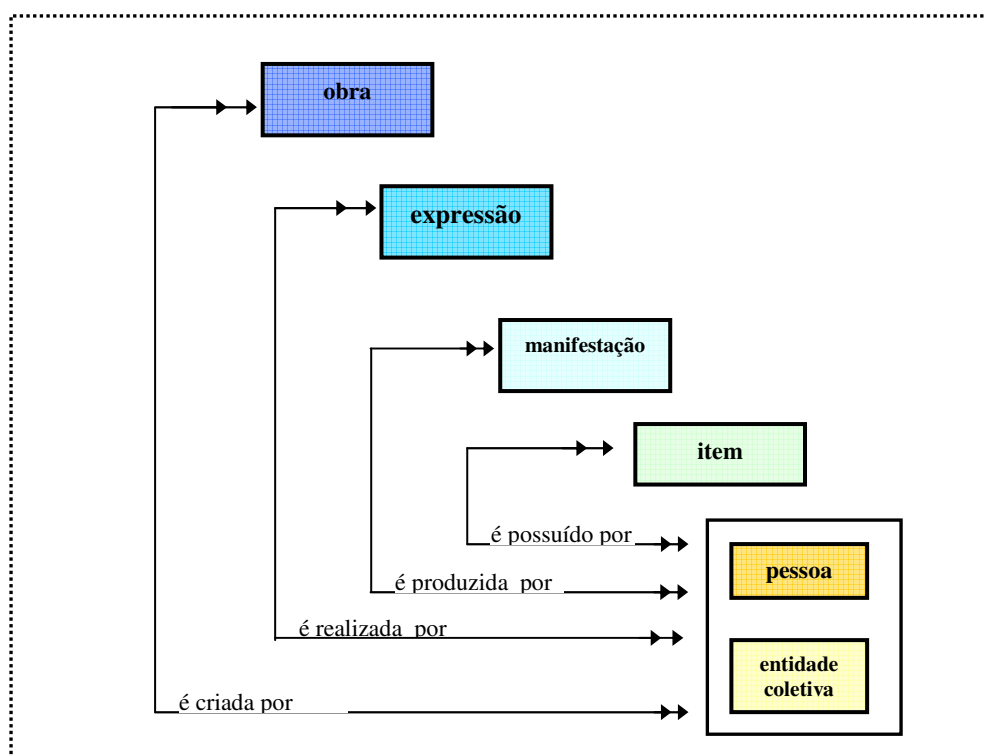 obra
expressão
manifestação
item
é possuído por
pessoa
é produzida por
é realizada por
entidade
coletiva
é criada por